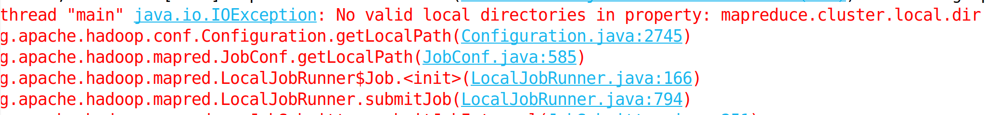 thread "main" java.io.IOException: No valid local directories in property: mapreduce.cluster.local.dir
g.apache.hadoop.conf.Configuration.getLocalPath(Configuration.java:2745)
g.apache.hadoop.mapred.JobConf.getLocalPath(JobConf.java:585)
g.apache.hadoop.mapred.LocalJobRunner$Job.<init>(LocalJobRunner.java:166)
g.apache.hadoop.mapred.LocalJobRunner.submitJob(LocalJobRunner.java:794)